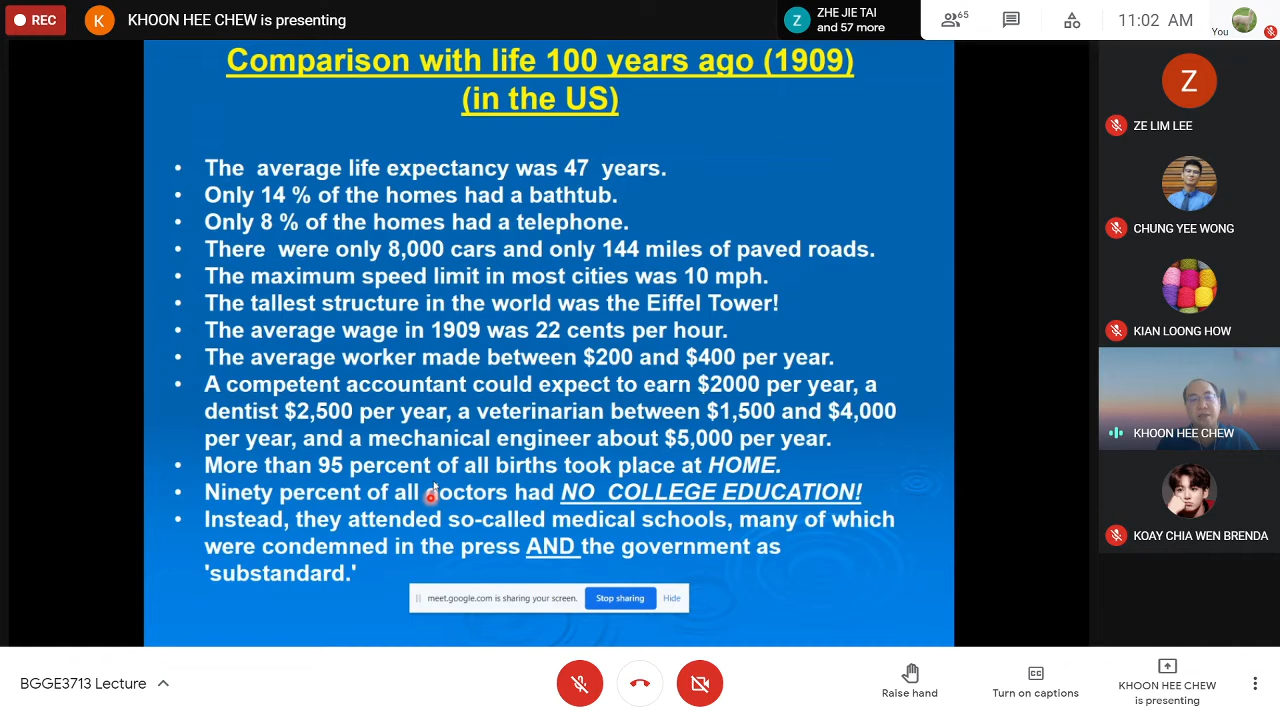 REC
K
KHOON HEE CHEW is presenting
Z
ZHE JIE TAI
and 57 more
65
11:02 AM
You
Comparison with life 100 years ago (1909)
(in the US)
• The average life expectancy was 47 years.
• Only 14 % of the homes had a bathtub.
• Only 8 % of the homes had a telephone.
• There were only 8,000 cars and only 144 miles of paved roads.
• The maximum speed limit in most cities was 10 mph.
• The tallest structure in the world was the Eiffel Tower!
• The average wage in 1909 was 22 cents per hour.
• The average worker made between $200 and $400 per year.
• A competent accountant could expect to earn $2000 per year, a
dentist $2,500 per year, a veterinarian between $1,500 and $4,000
per year, and a mechanical engineer about $5,000 per year.
• More than 95 percent of all births took place at HOME.
• Ninety percent of all doctors had NO COLLEGE EDUCATION!
• Instead, they attended so-called medical schools, many of which
were condemned in the press AND the government as
'substandard.'
meet.google.com is sharing your screen.
Stop sharing
Hide
Z
ZE LIM LEE
CHUNG YEE WONG
KIAN LOONG HOW
KHOON HEE CHEW
KOAY CHIA WEN BRENDA
BGGE3713 Lecture
Raise hand
CC
Turn on captions
KHOON HEE CHEW
is presenting